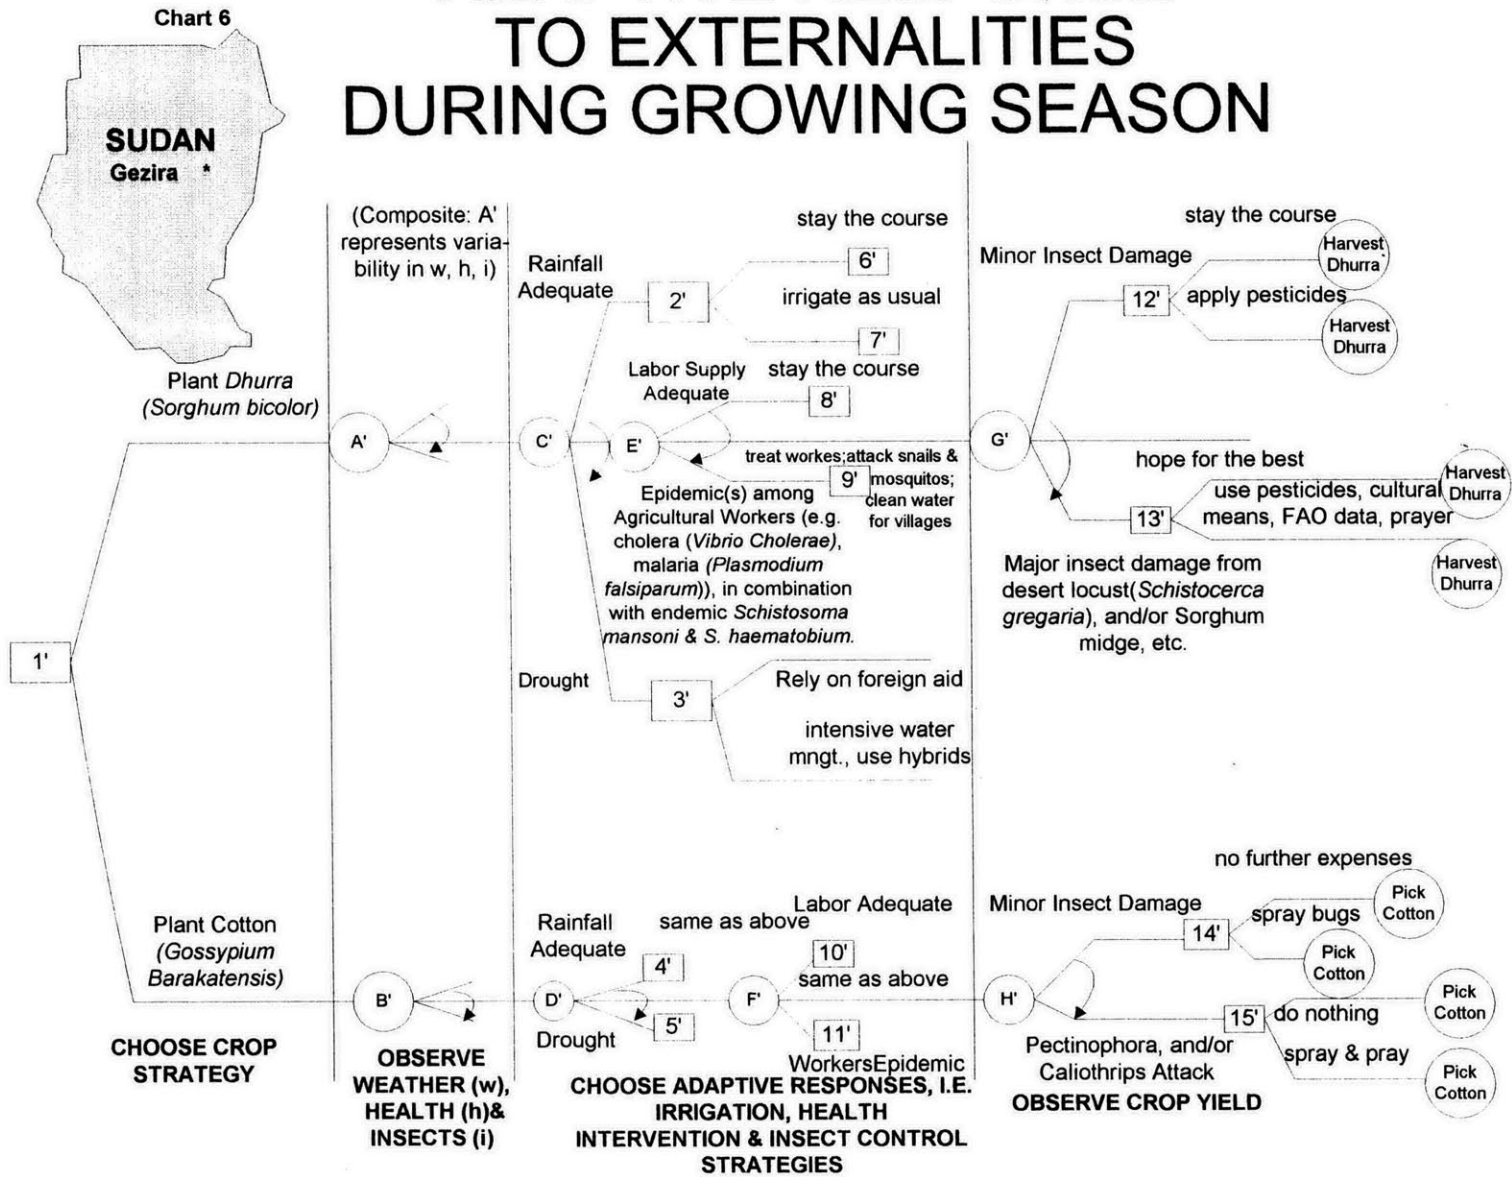 Chart 6
TO EXTERNALITIES
DURING GROWING SEASON
SUDAN
Gezira *
Plant Dhurra
(Sorghum bicolor)
(Composite: A'
represents varia-
bility in w, h, i)
A'
Rainfall
Adequate
C'
2'
stay the course
6'
irrigate as usual
7'
Labor Supply
Adequate
stay the course
8'
E'
treat workes;attack snails &
mosquitos;
clean water
for villages
9'
Epidemic(s) among
Agricultural Workers (e.g.
cholera (Vibrio Cholerae),
malaria (Plasmodium
falsiparum)), in combination
with endemic Schistosoma
mansoni & S. haematobium.
Drought
3'
Rely on foreign aid
intensive water
mngt., use hybrids
stay the course
Minor Insect Damage
Harvest
Dhurra
12'
apply pesticides
Harvest
Dhurra
G'
hope for the best
Harvest
Dhurra
use pesticides, cultural
means, FAO data, prayer
13'
Harvest
Dhurra
Major insect damage from
desert locust(Schistocerca
gregaria), and/or Sorghum
midge, etc.
1'
Plant Cotton
(Gossypium
Barakatensis)
B'
Rainfall
Adequate
same as above
4'
D'
5'
Drought
Labor Adequate
10'
same as above
F'
11'
WorkersEpidemic
no further expenses
Minor Insect Damage
Pick
Cotton
14'
spray bugs
Pick
Cotton
H'
15'
do nothing
Pick
Cotton
spray & pray
Pick
Cotton
Pectinophora, and/or
Caliothrips Attack
CHOOSE CROP
STRATEGY
OBSERVE
WEATHER (w),
HEALTH (h)&
INSECTS (i)
CHOOSE ADAPTIVE RESPONSES, I.E.
IRRIGATION, HEALTH
INTERVENTION & INSECT CONTROL
STRATEGIES
OBSERVE CROP YIELD